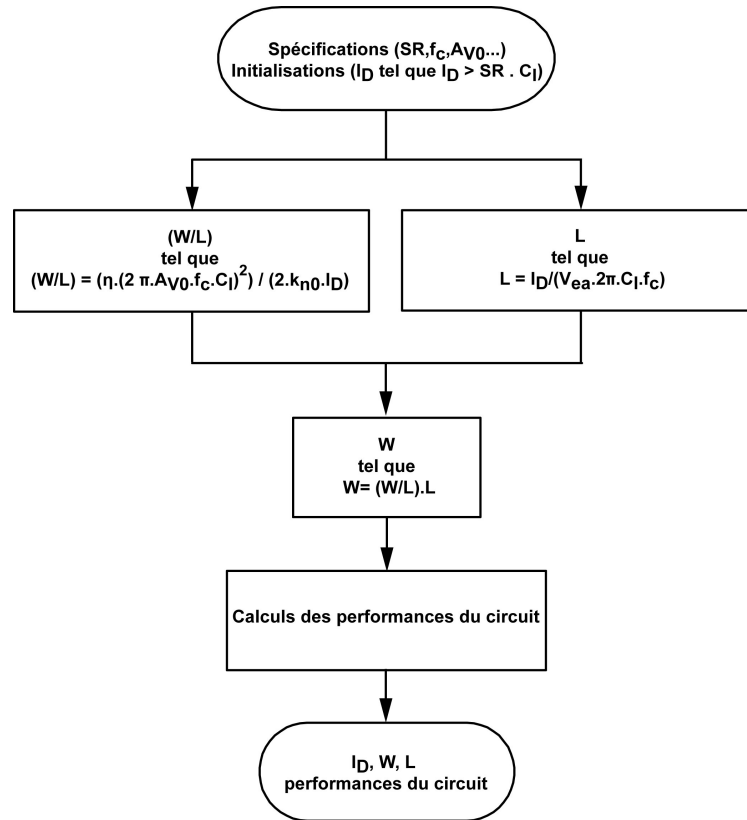 Spécifications (SR,fc,AV0...)
Initialisations (ID tel que ID > SR . Cl)
(W/L)
tel que
(W/L) = (η.(2 π.AV0.fc.Cl)²) / (2.kn0.ID)
L
tel que
L = ID/(Vea.2π.Cl.fc)
W
tel que
W= (W/L).L
Calculs des performances du circuit
ID, W, L
performances du circuit